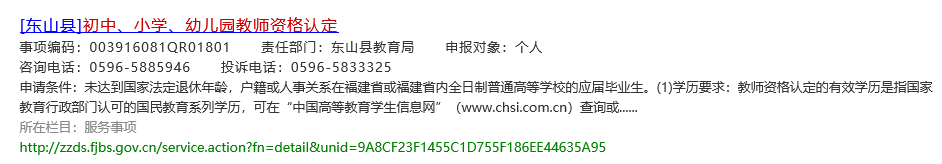 [东山县]初中、小学、幼儿园教师资格认定
事项编码：003916081QR01801 责任部门：东山县教育局 申报对象：个人
咨询电话：0596-5885946 投诉电话：0596-5833325
申请条件：未达到国家法定退休年龄，户籍或人事关系在福建省或福建省内全日制普通高等学校的应届毕业生。(1)学历要求：教师资格认定的有效学历是指国家
教育行政部门认可的国民教育系列学历，可在“中国高等教育学生信息网”（www.chsi.com.cn）查询或......
所在栏目：服务事项
http://zzds.fjbs.gov.cn/service.action?fn=detail&unid=9A8CF23F1455C1D755F186EE44635A95